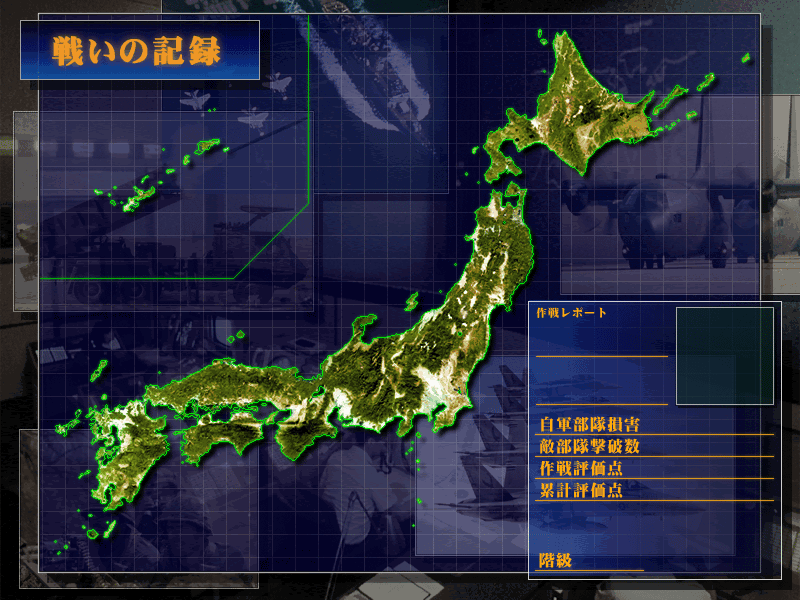 戦いの記録
作戦レポート
自軍部隊損害
敵部隊撃破数
作戦評価点
累計評価点
階級